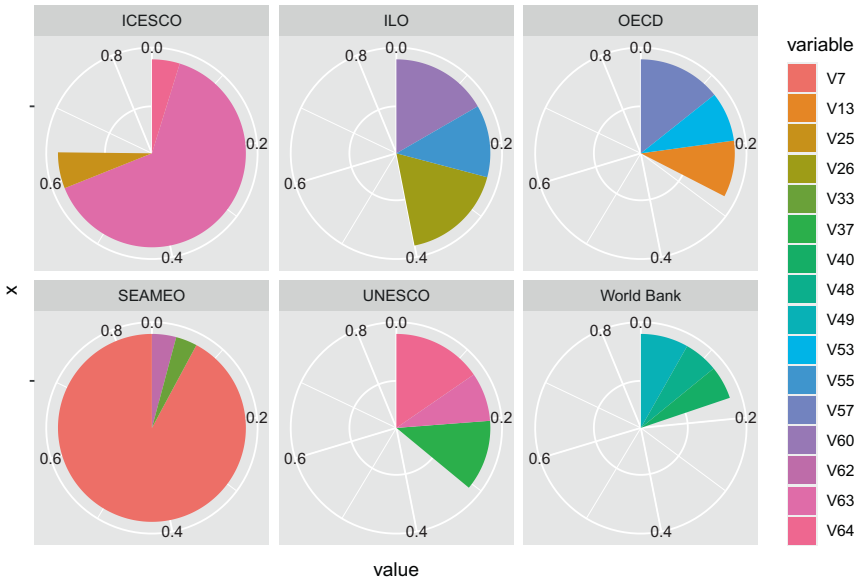 ICESCO
ILO
OECD
variable
0.0
0.8
0.2
0.6
0.4
0.0
0.8
0.6
0.4
0.0
0.8
0.2
0.6
0.4
-
SEAMEO
UNESCO
World Bank
0.0
0.8
0.2
0.6
0.4
0.0
0.8
0.2
0.6
0.4
0.0
0.8
0.2
0.6
0.4
-
x
value
V7
V13
V25
V26
V33
V37
V40
V48
V49
V53
V55
V57
V60
V62
V63
V64